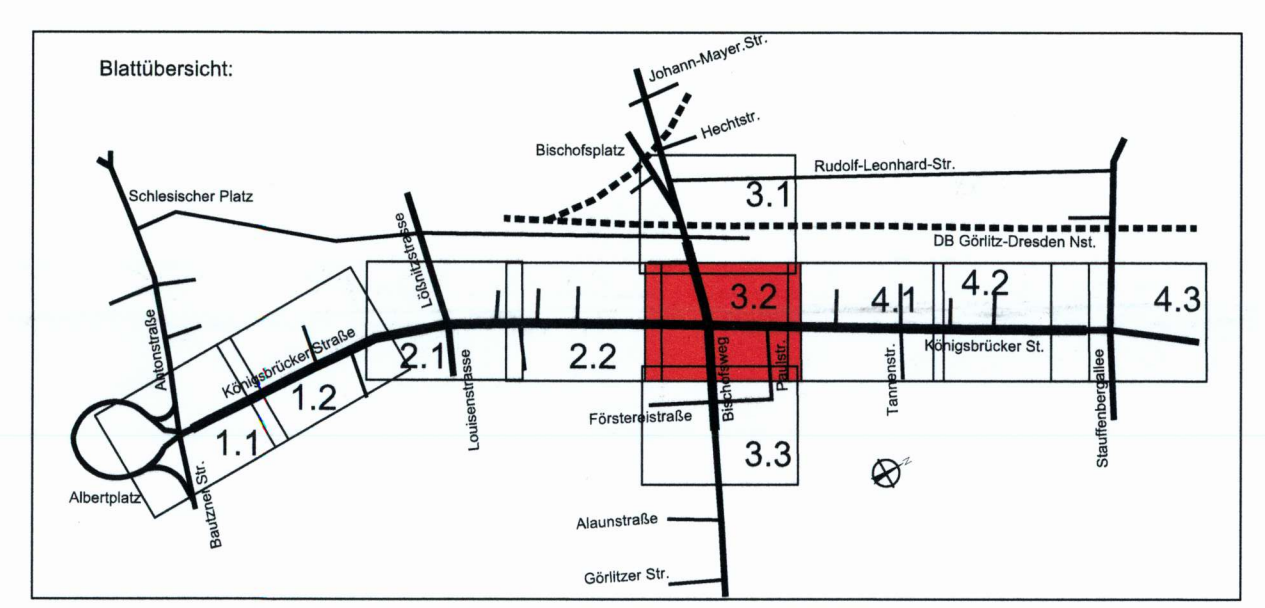 Blattübersicht:
Johann-Mayer.Str.
Hechtstr.
Bischofsplatz
Rudolf-Leonhard-Str.
Schlesischer Platz
3.1
DB Görlitz-Dresden Nst.
Lößnitzstrasse
3.2
4.1
4.2
4.3
Antonstraße
Königsbrücker Straße
2.1
2.2
Königsbrücker St.
Bischofsweg
Paulstr.
Tannenstr.
Stauffenbergallee
1.2
1.1
Louisenstrasse
Förstereistraße
3.3
N
Albertplatz
Bautzner Str.
Alaunstraße
Görlitzer Str.